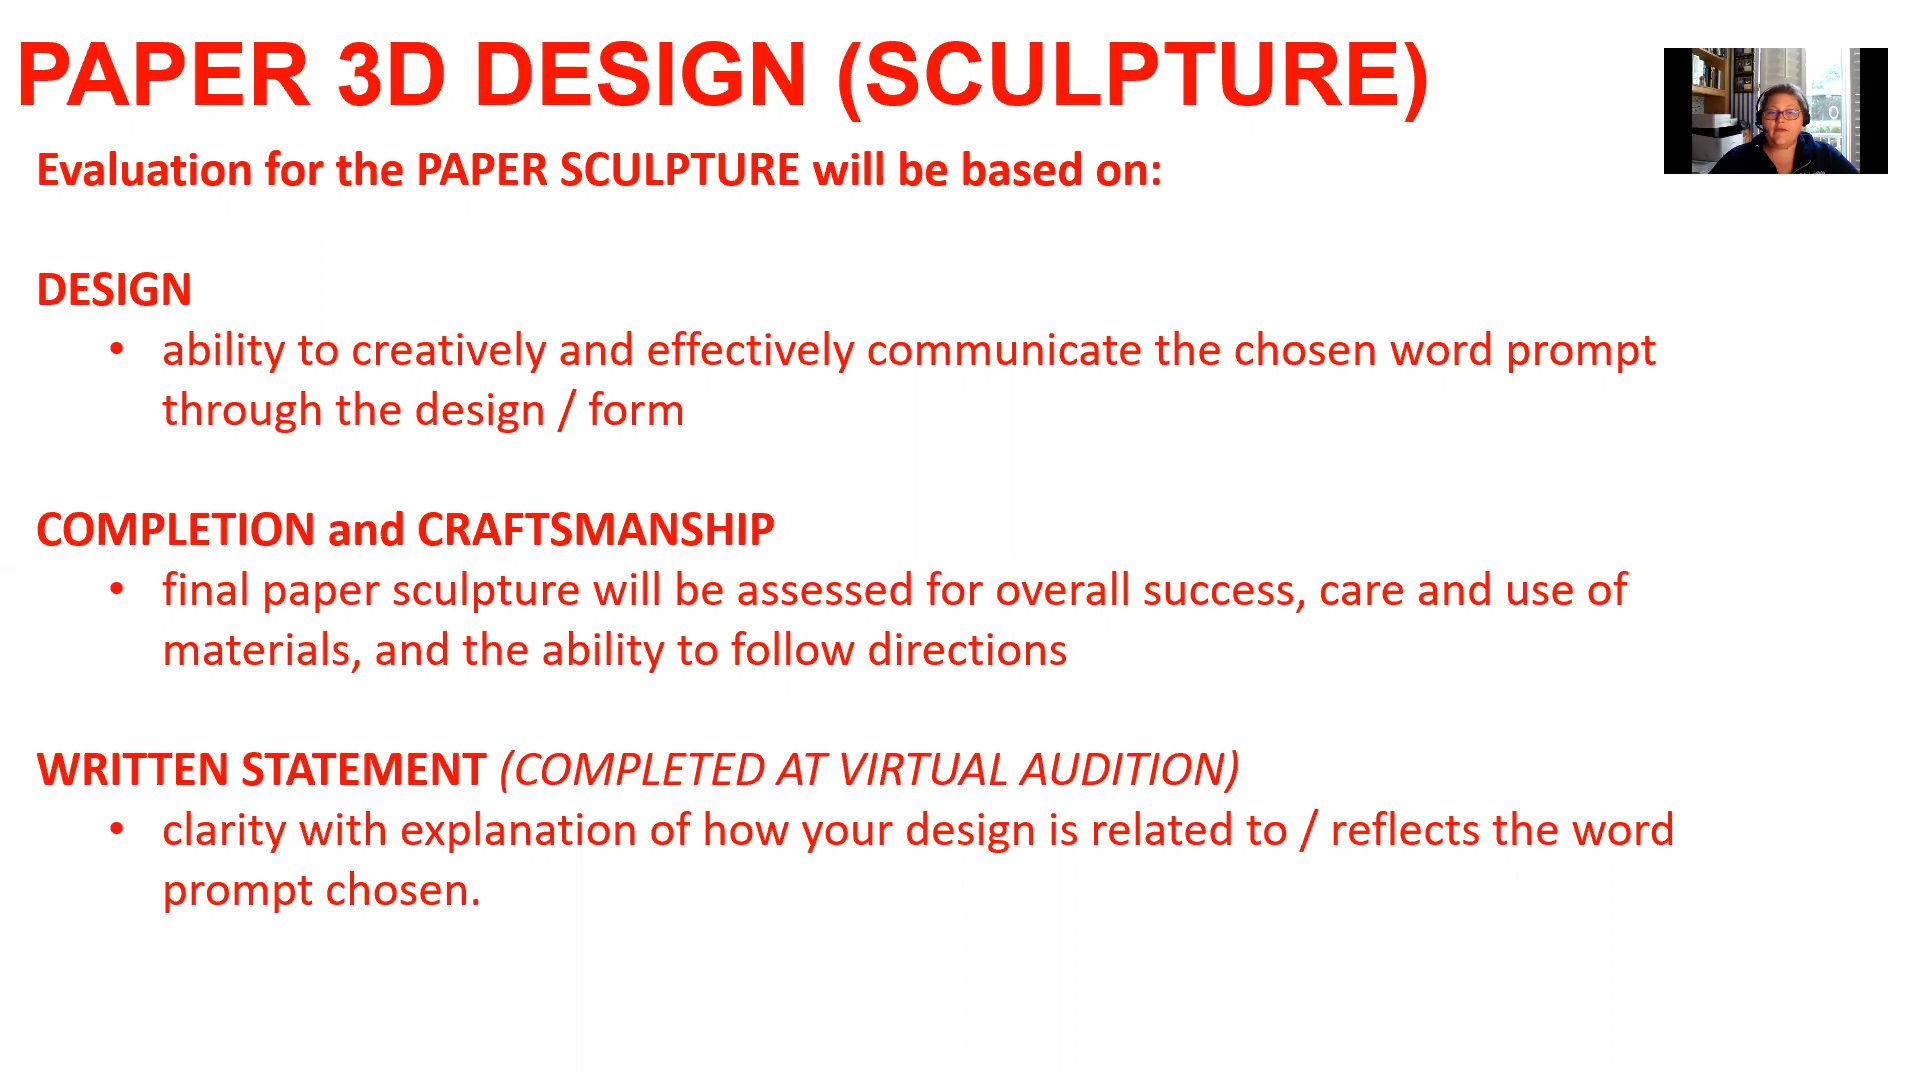 PAPER 3D DESIGN (SCULPTURE)
Evaluation for the PAPER SCULPTURE will be based on:
DESIGN
• ability to creatively and effectively communicate the chosen word prompt
through the design / form
COMPLETION and CRAFTSMANSHIP
• final paper sculpture will be assessed for overall success, care and use of
materials, and the ability to follow directions
WRITTEN STATEMENT (COMPLETED AT VIRTUAL AUDITION)
• clarity with explanation of how your design is related to / reflects the word
prompt chosen.